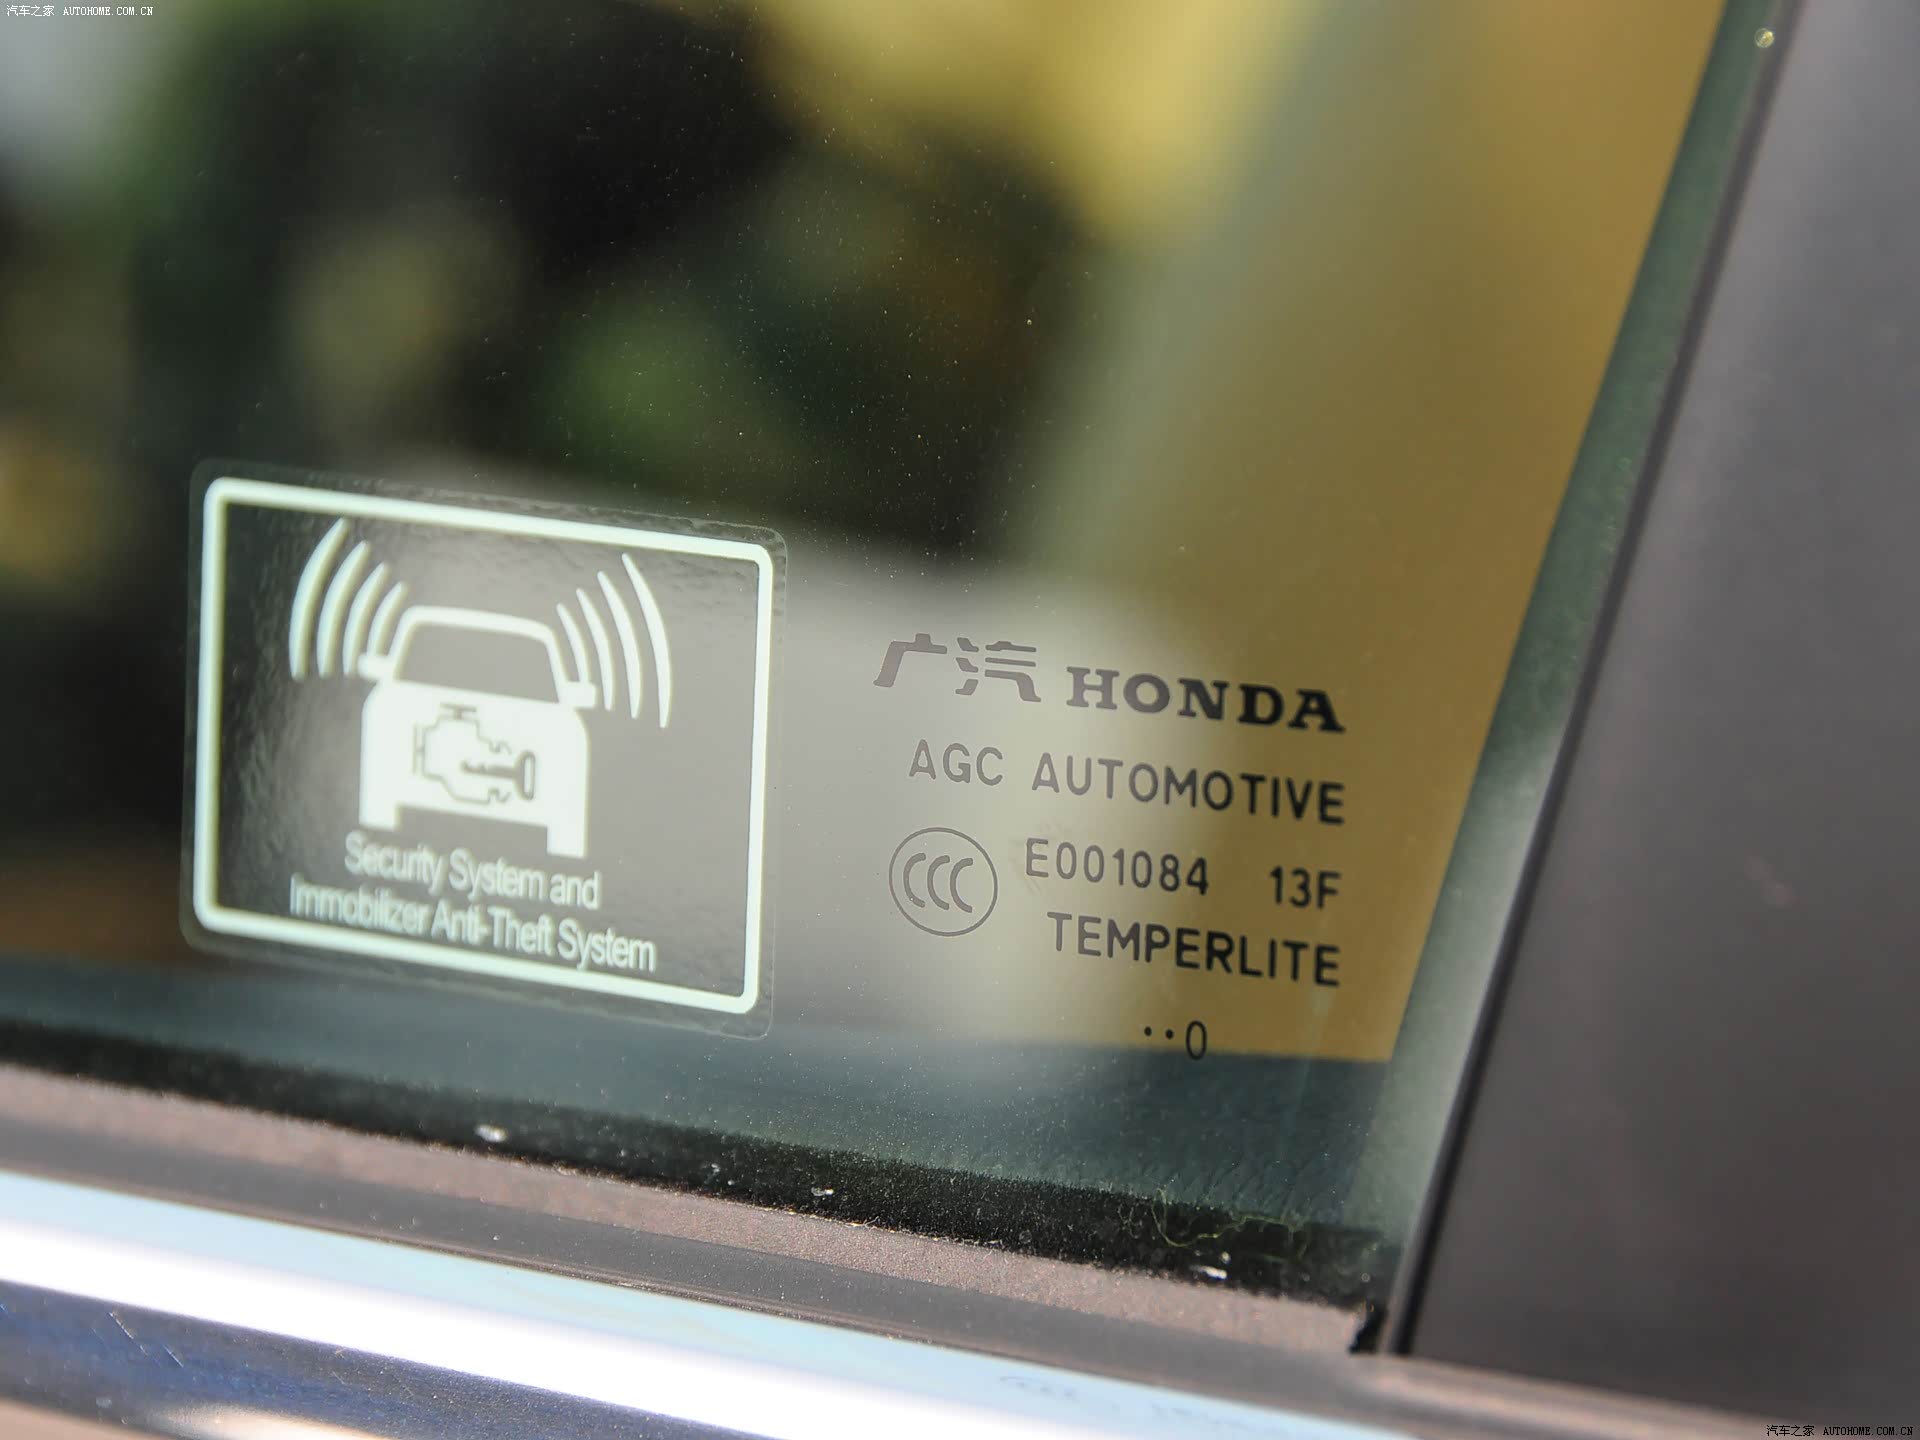 汽车之家 AUTOHOME.COM.CN
Security System and
Immobilizer Anti-Theft System
广汽 HONDA
AGC AUTOMOTIVE
CCC E001084 13F
TEMPERLITE
··0
汽车之家 AUTOHOME.COM.CN